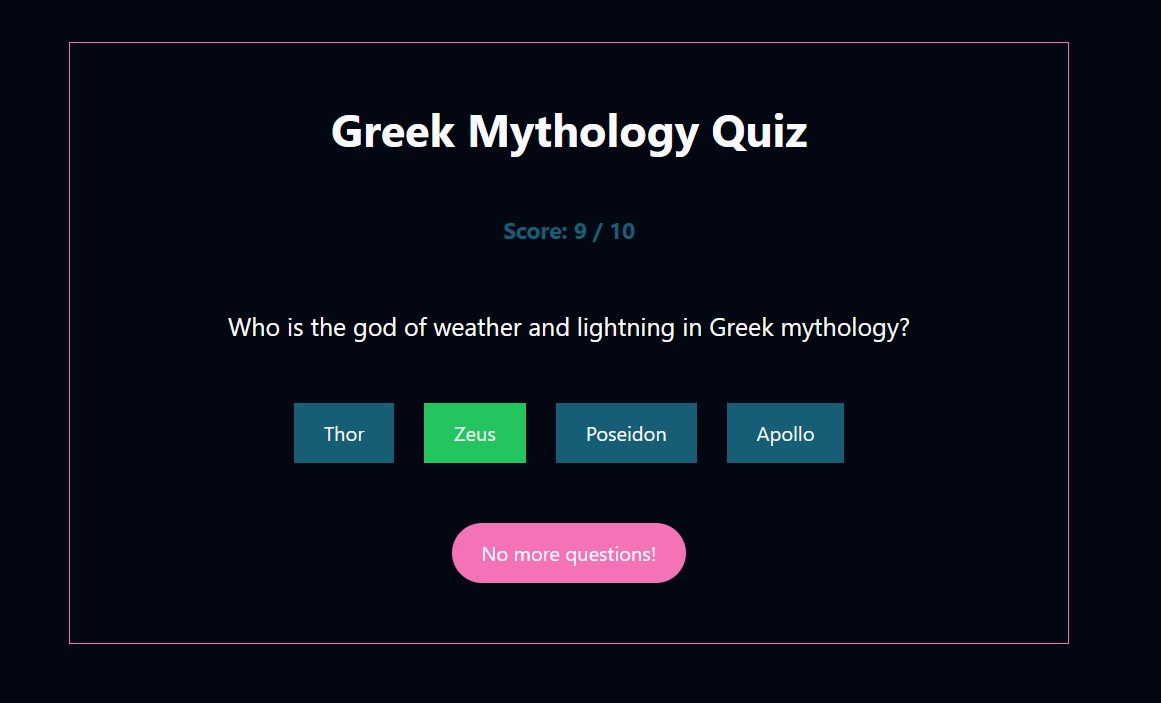 Greek Mythology Quiz
Score: 9 / 10
Who is the god of weather and lightning in Greek mythology?
Thor
Zeus
Poseidon
Apollo
No more questions!